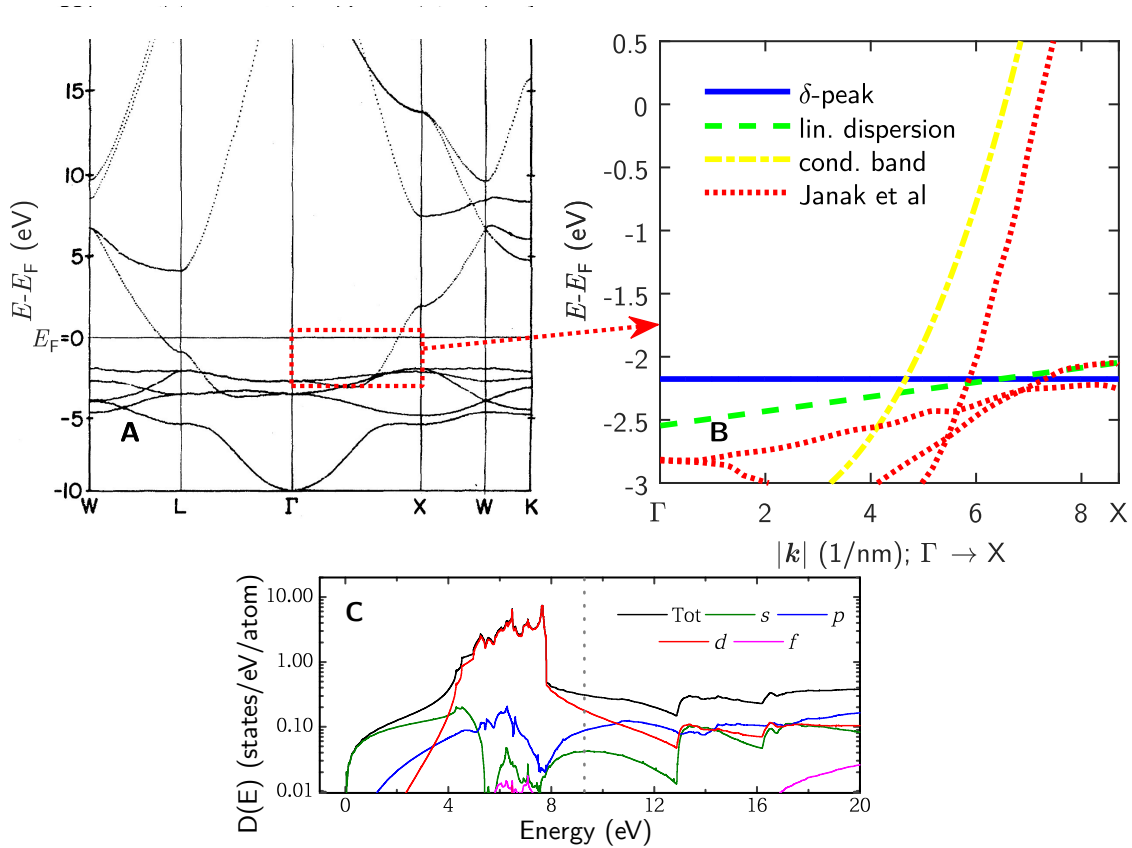 15
10
5
E_F=0
-5
-10
E-E_F (eV)
A
W L Γ X W K
0.5
0
-0.5
-1
-1.5
-2
-2.5
-3
E-E_F (eV)
δ-peak
lin. dispersion
cond. band
Janak et al
B
Γ 2 4 6 8 X
|k| (1/nm); Γ → X
D(E) (states/eV/atom)
10.00
1.00
0.10
0.01
C
Tot s p
d f
0 4 8 12 16 20
Energy (eV)